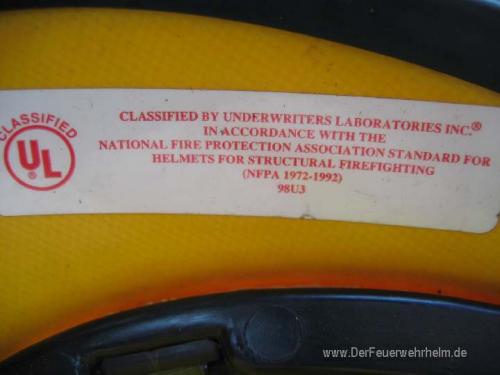 CLASSIFIED
UL®
CLASSIFIED BY UNDERWRITERS LABORATORIES INC.®
IN ACCORDANCE WITH THE
NATIONAL FIRE PROTECTION ASSOCIATION STANDARD FOR
HELMETS FOR STRUCTURAL FIREFIGHTING
(NFPA 1972-1992)
98U3
www.DerFeuerwehrhelm.de